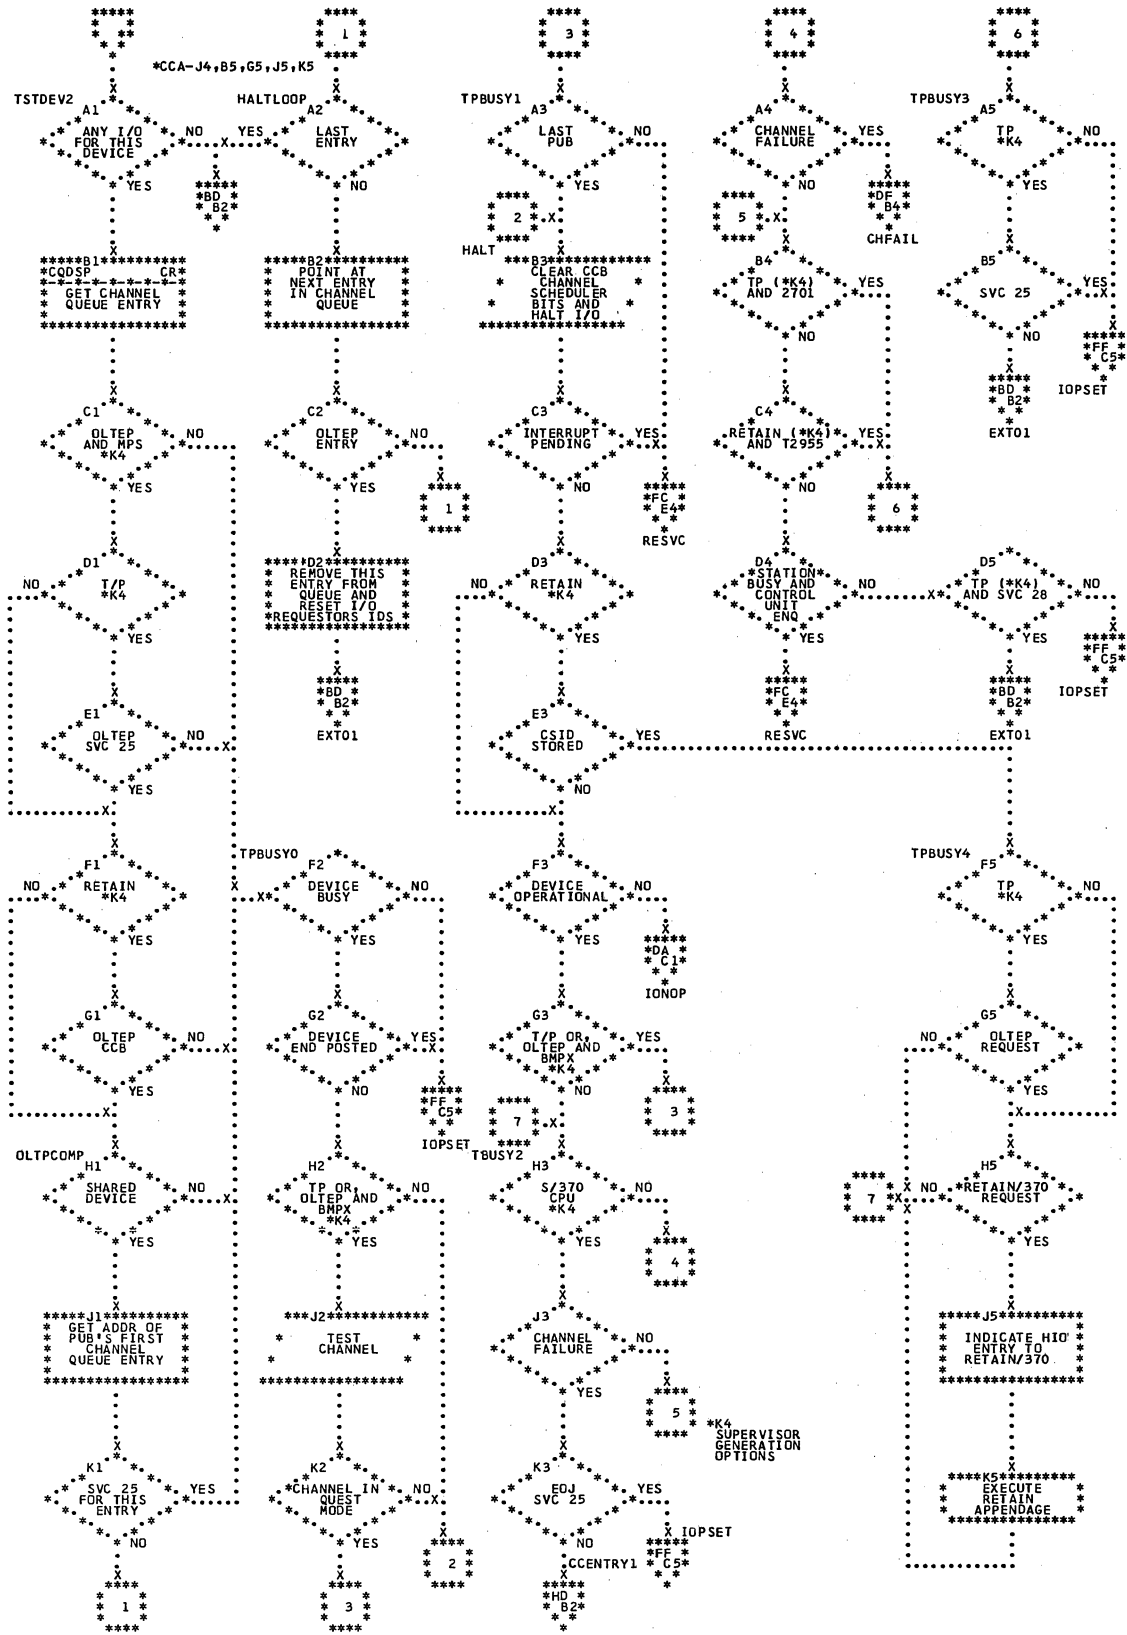 1
3
4
6
*CCA-J4,B5,G5,J5,K5
TSTDEV2
A1
ANY I/O
FOR THIS
DEVICE
NO
YES
BD
B2
HALTLOOP
A2
LAST
ENTRY
YES
NO
TPBUSY1
A3
LAST
PUB
NO
YES
A4
CHANNEL
FAILURE
YES
NO
DF
B4
CHFAIL
TPBUSY3
A5
TP
*K4
NO
YES
B1
*CQDSP CR*
GET CHANNEL
QUEUE ENTRY
B2
POINT AT
NEXT ENTRY
IN CHANNEL
QUEUE
2
HALT
B3
CLEAR CCB
CHANNEL
SCHEDULER
BITS AND
HALT I/O
5
B4
TP (*K4)
AND 2701
YES
NO
B5
SVC 25
YES
NO
FF
C5
IOPSET
BD
B2
EXT01
C1
OLTEP
AND MPS
*K4
NO
YES
C2
OLTEP
ENTRY
NO
YES
1
C3
INTERRUPT
PENDING
YES
NO
FC
E4
RESVC
C4
RETAIN (*K4)
AND T2955
YES
NO
6
D1
T/P
*K4
NO
YES
D2
REMOVE THIS
ENTRY FROM
QUEUE AND
RESET I/O
REQUESTORS IDS
BD
B2
EXT01
D3
RETAIN
*K4
NO
YES
D4
STATION
BUSY AND
CONTROL
UNIT
ENQ
NO
YES
FC
E4
RESVC
D5
TP (*K4)
AND SVC 28
NO
YES
FF
C5
IOPSET
BD
B2
EXT01
E1
OLTEP
SVC 25
NO
YES
E3
CSID
STORED
YES
NO
F1
RETAIN
*K4
NO
YES
TPBUSY0
F2
DEVICE
BUSY
NO
YES
F3
DEVICE
OPERATIONAL
NO
YES
DA
C1
IONOP
TPBUSY4
F5
TP
*K4
NO
YES
G1
OLTEP
CCB
NO
YES
G2
DEVICE
END POSTED
YES
NO
FF
C5
IOPSET
G3
T/P OR,
OLTEP AND
BMPX
*K4
YES
NO
3
G5
OLTEP
REQUEST
NO
7
OLTPCOMP
H1
SHARED
DEVICE
NO
YES
H2
TP OR,
OLTEP AND
BMPX
*K4
NO
YES
TBUSY2
H3
S/370
CPU
*K4
NO
YES
4
7
H5
RETAIN/370
REQUEST
NO
YES
J1
GET ADDR OF
PUB'S FIRST
CHANNEL
QUEUE ENTRY
J2
TEST
CHANNEL
J3
CHANNEL
FAILURE
NO
YES
5
J5
INDICATE HIO
ENTRY TO
RETAIN/370
*K4
SUPERVISOR
GENERATION
OPTIONS
K1
SVC 25
FOR THIS
ENTRY
YES
NO
1
K2
CHANNEL IN
QUEST
MODE
NO
YES
2
3
K3
EOJ
SVC 25
YES
NO
IOPSET
FF
C5
CCENTRY1
HD
B2
K5
EXECUTE
RETAIN
APPENDAGE